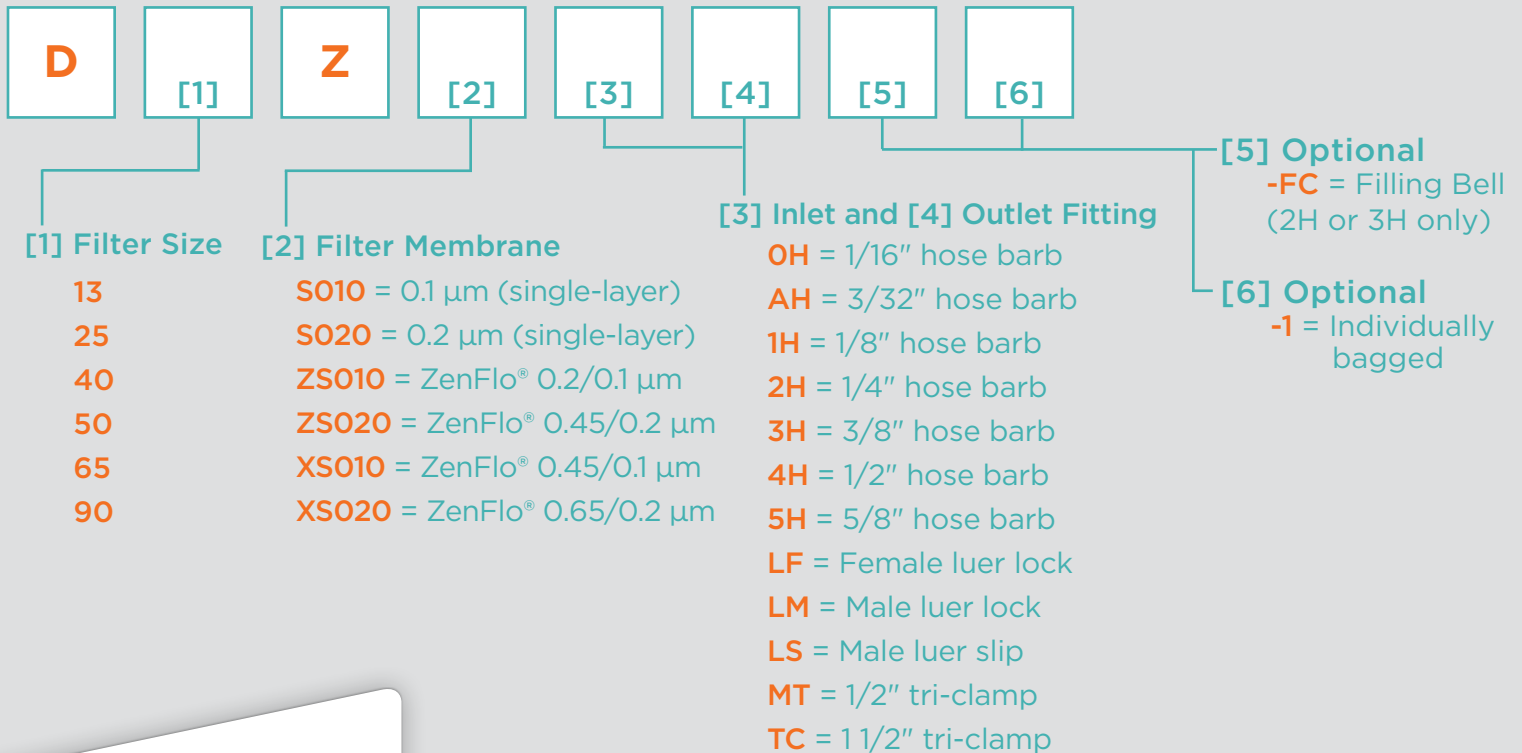 D [1] Z [2] [3] [4] [5] [6]
[1] Filter Size
13
25
40
50
65
90
[2] Filter Membrane
S010 = 0.1 µm (single-layer)
S020 = 0.2 µm (single-layer)
ZS010 = ZenFlo® 0.2/0.1 µm
ZS020 = ZenFlo® 0.45/0.2 µm
XS010 = ZenFlo® 0.45/0.1 µm
XS020 = ZenFlo® 0.65/0.2 µm
[3] Inlet and [4] Outlet Fitting
0H = 1/16" hose barb
AH = 3/32" hose barb
1H = 1/8" hose barb
2H = 1/4" hose barb
3H = 3/8" hose barb
4H = 1/2" hose barb
5H = 5/8" hose barb
LF = Female luer lock
LM = Male luer lock
LS = Male luer slip
MT = 1/2" tri-clamp
TC = 1 1/2" tri-clamp
[5] Optional
-FC = Filling Bell
(2H or 3H only)
[6] Optional
-1 = Individually
bagged